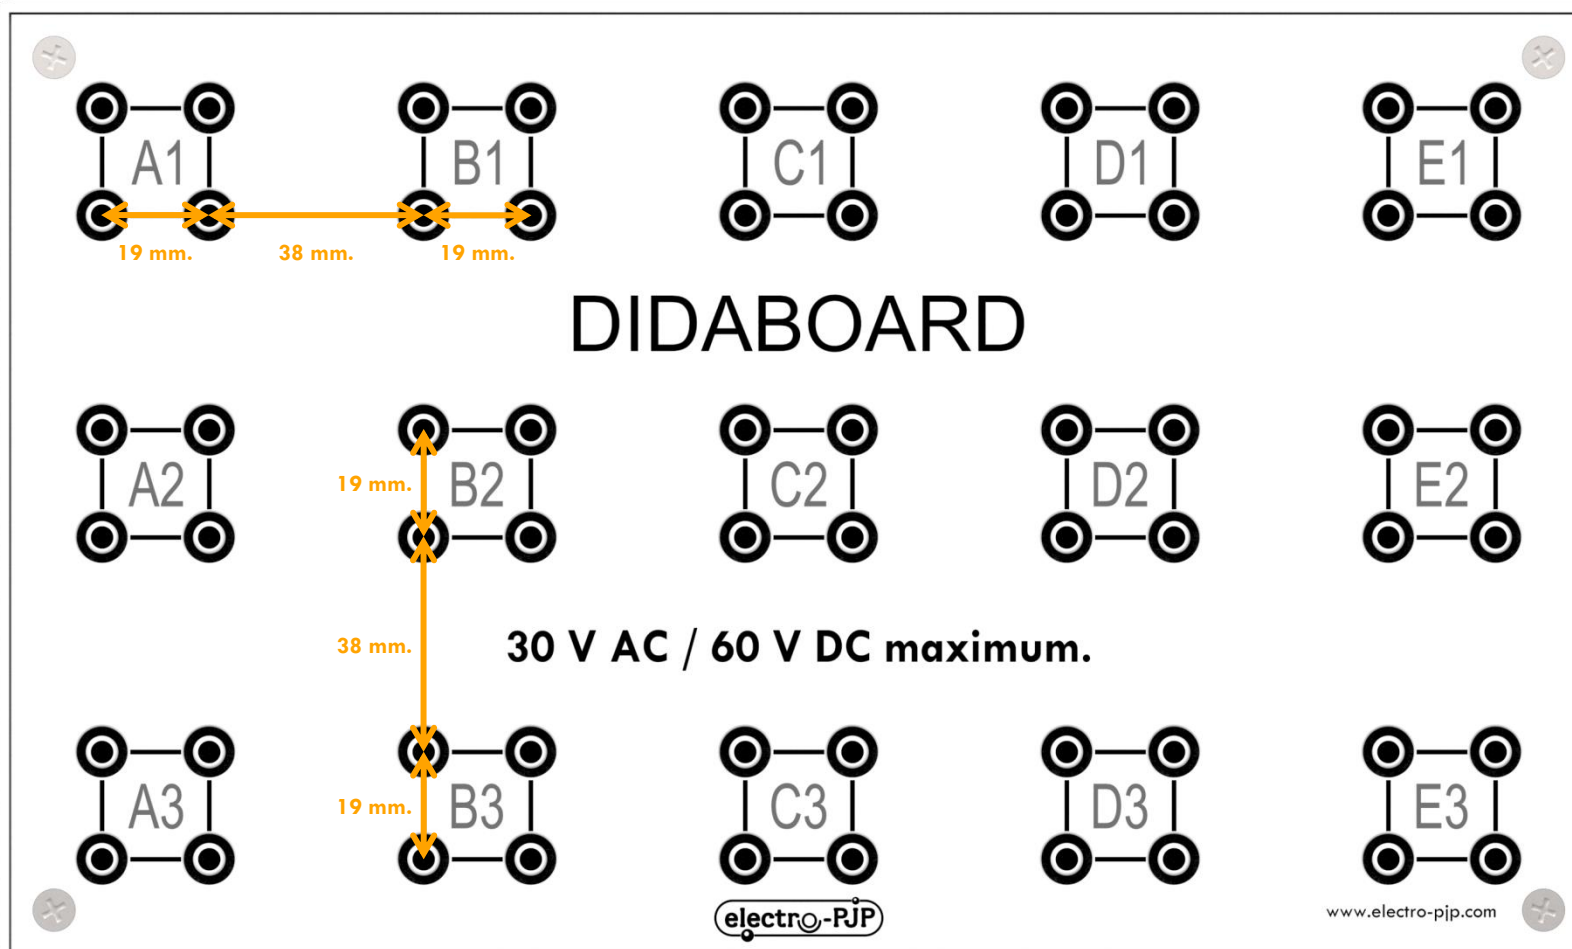 A1 B1 C1 D1 E1
19 mm. 38 mm. 19 mm.
DIDABOARD
A2 B2 C2 D2 E2
19 mm.
38 mm.
30 V AC / 60 V DC maximum.
A3 B3 C3 D3 E3
19 mm.
electro-PJP
www.electro-pjp.com